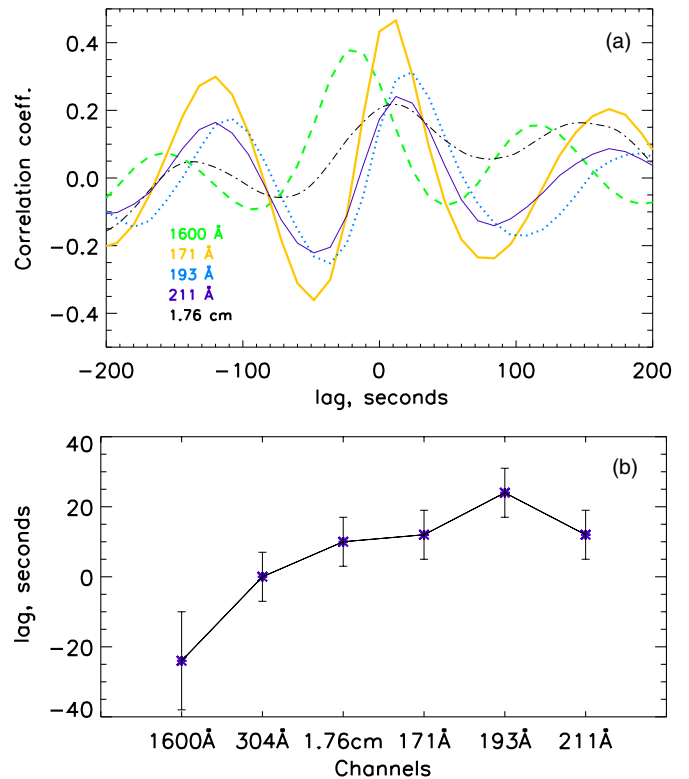 (a)
Correlation coeff.
0.4
0.2
0.0
−0.2
−0.4
1600 Å
171 Å
193 Å
211 Å
1.76 cm
−200 −100 0 100 200
lag, seconds
(b)
lag, seconds
40
20
0
−20
−40
1600Å 304Å 1.76cm 171Å 193Å 211Å
Channels